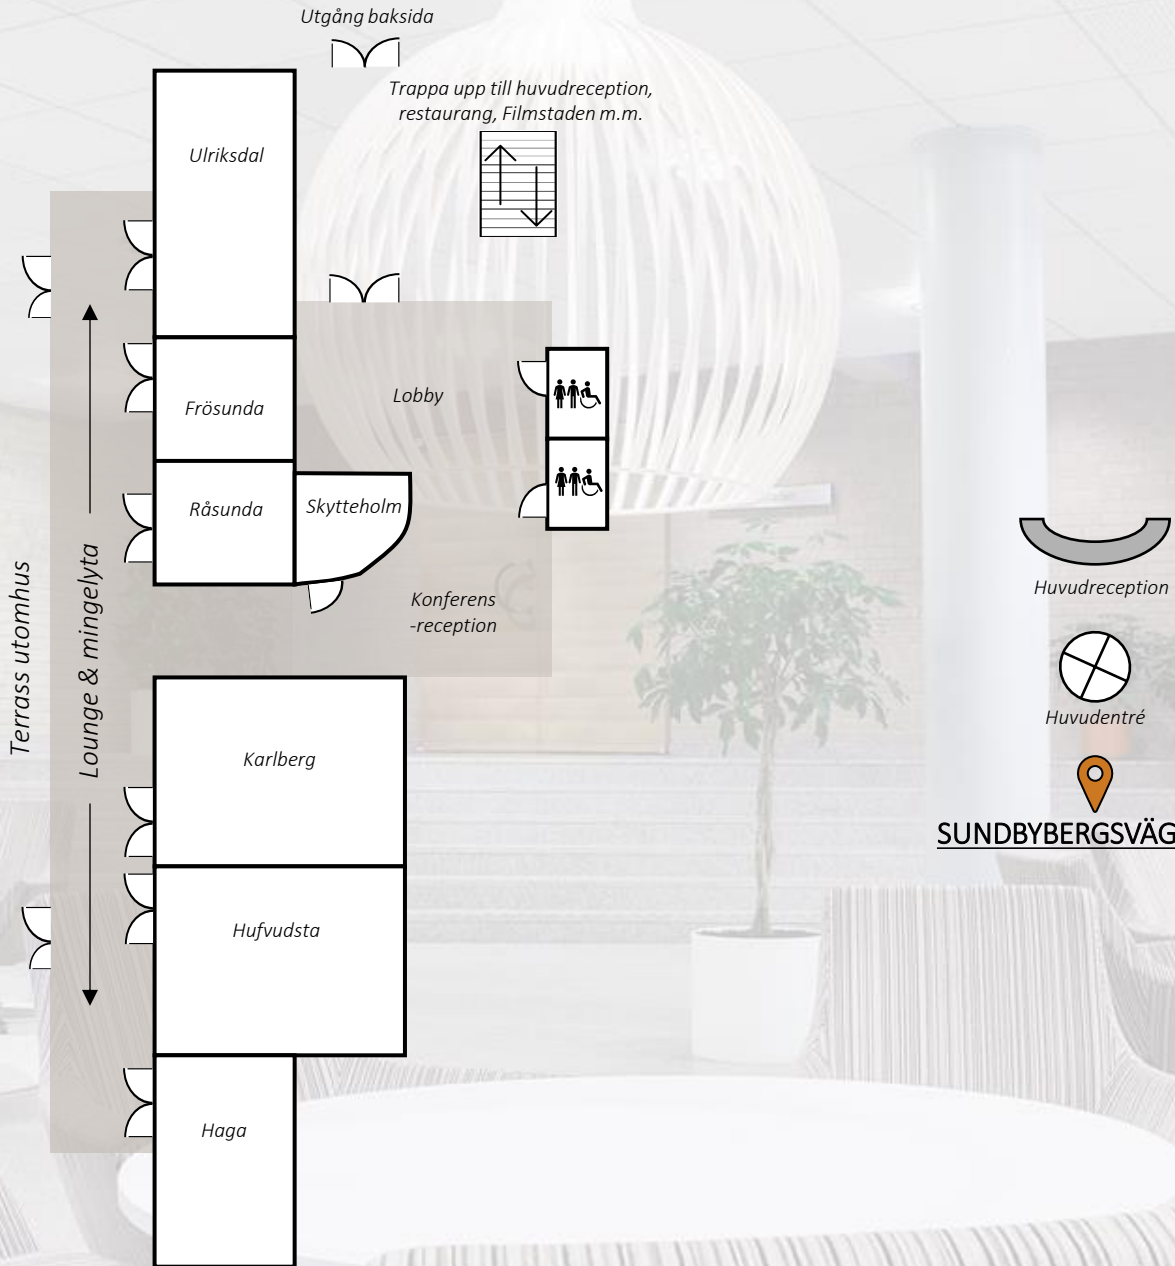 Utgång baksida
Trappa upp till huvudreception,
restaurang, Filmstaden m.m.
Ulriksdal
Frösunda
Lobby
Råsunda
Skytteholm
Konferens
-reception
Terrass utomhus
Lounge & mingelyta
Karlberg
Hufvudsta
Haga
Huvudreception
Huvudentré
SUNDBYBERGSVÄG